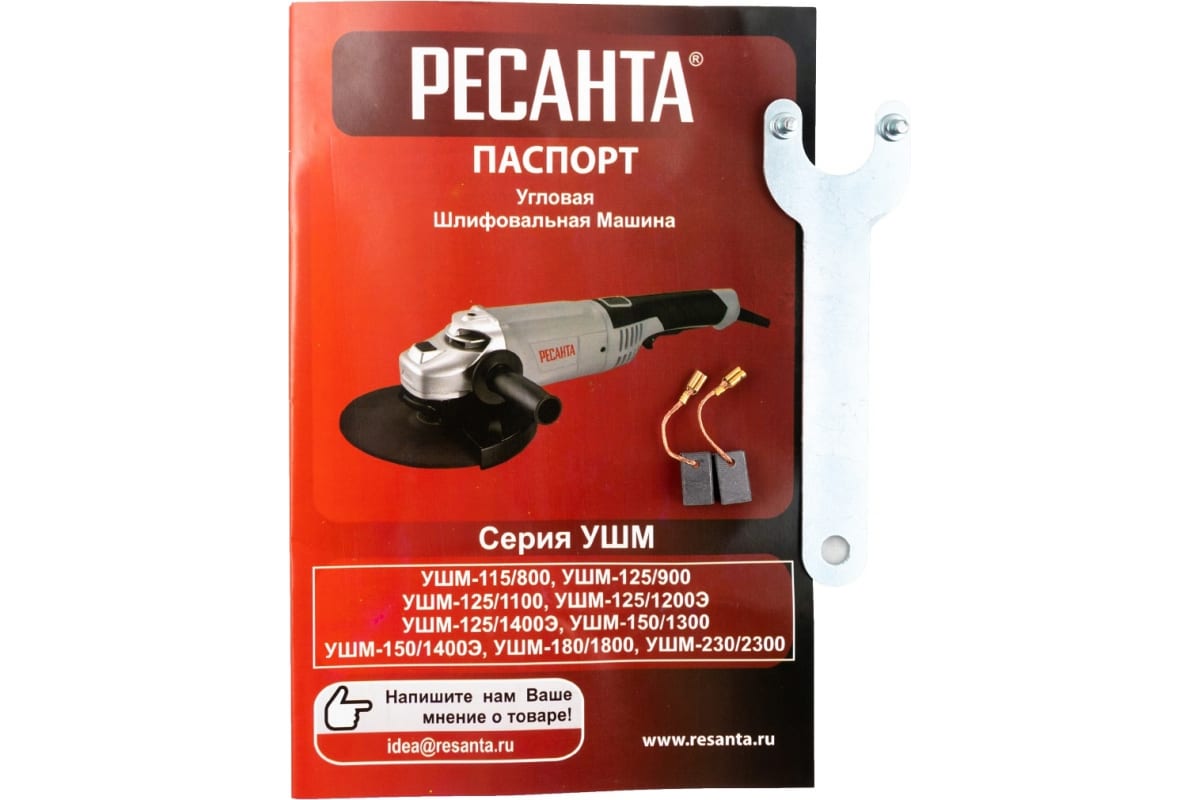 РЕСАНТА®
ПАСПОРТ
Угловая
Шлифовальная Машина
РЕСАНТА
Серия УШМ
УШМ-115/800, УШМ-125/900
УШМ-125/1100, УШМ-125/1200Э
УШМ-125/1400Э, УШМ-150/1300
УШМ-150/1400Э, УШМ-180/1800, УШМ-230/2300
Напишите нам Ваше
мнение о товаре!
idea@resanta.ru
www.resanta.ru